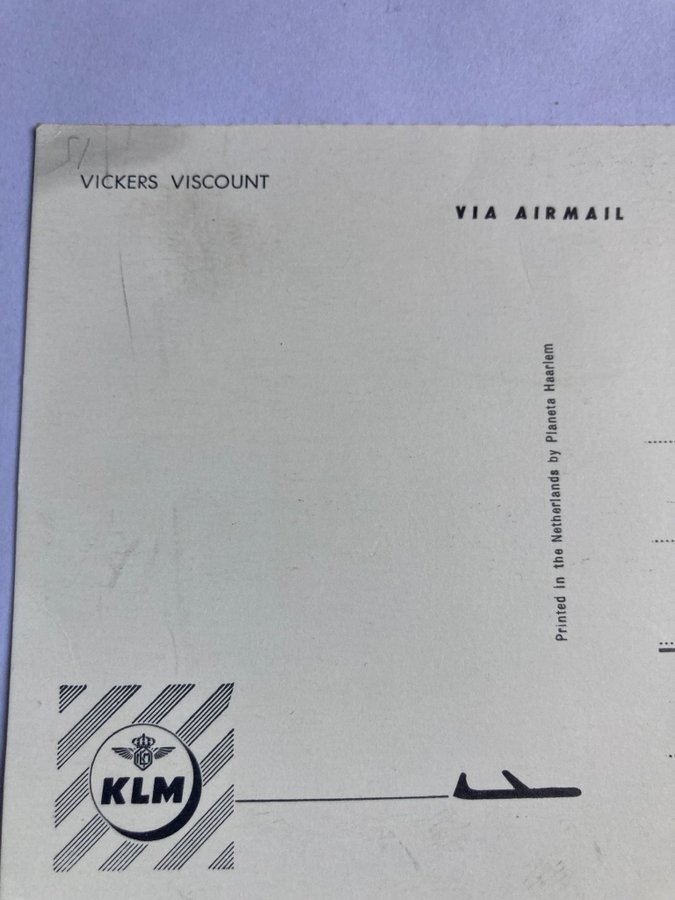 VICKERS VISCOUNT
VIA AIRMAIL
Printed in the Netherlands by Planeta Haarlem
KLM